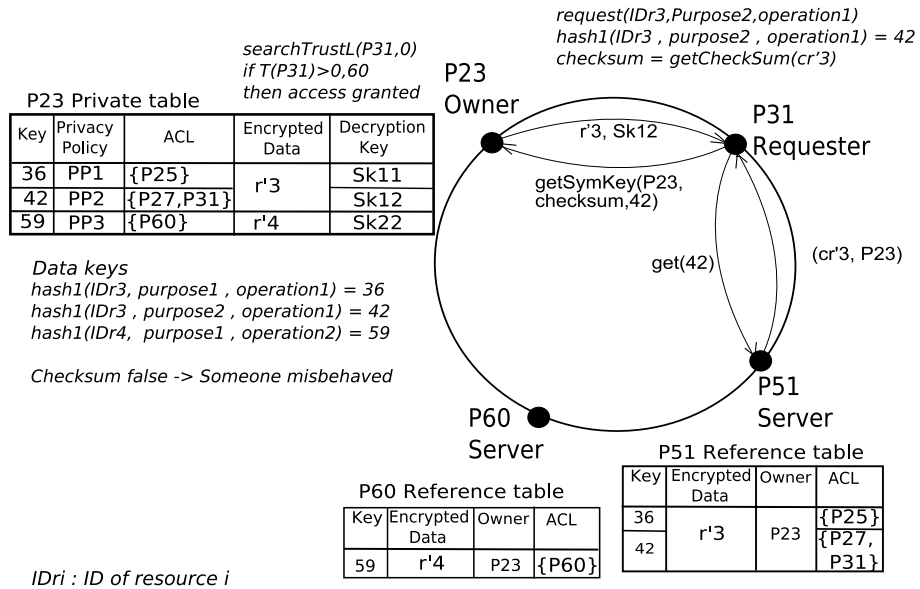 request(IDr3,Purpose2,operation1)
hash1(IDr3 , purpose2 , operation1) = 42
checksum = getCheckSum(cr'3)
searchTrustL(P31,0)
if T(P31)>0,60
then access granted
P23
Owner
P31
Requester
r'3, Sk12
getSymKey(P23,
checksum,42)
get(42)
(cr'3, P23)
P51
Server
P60
Server
P23 Private table
Key Privacy Policy ACL Encrypted Data Decryption Key
36 PP1 {P25} r'3 Sk11
42 PP2 {P27,P31} Sk12
59 PP3 {P60} r'4 Sk22
Data keys
hash1(IDr3, purpose1 , operation1) = 36
hash1(IDr3 , purpose2 , operation1) = 42
hash1(IDr4, purpose1 , operation2) = 59
Checksum false -> Someone misbehaved
P51 Reference table
Key Encrypted Data Owner ACL
36 r'3 P23 {P25}
42 {P27, P31}
P60 Reference table
Key Encrypted Data Owner ACL
59 r'4 P23 {P60}
IDri : ID of resource i